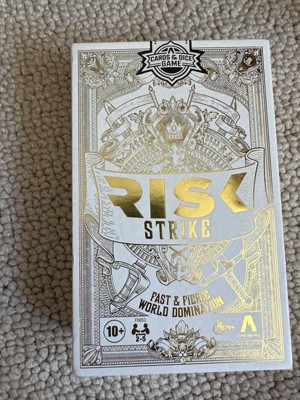 CARDS & DICE
GAME
RISK
STRIKE
FAST & FIERCE
WORLD DOMINATION
10+
2-5